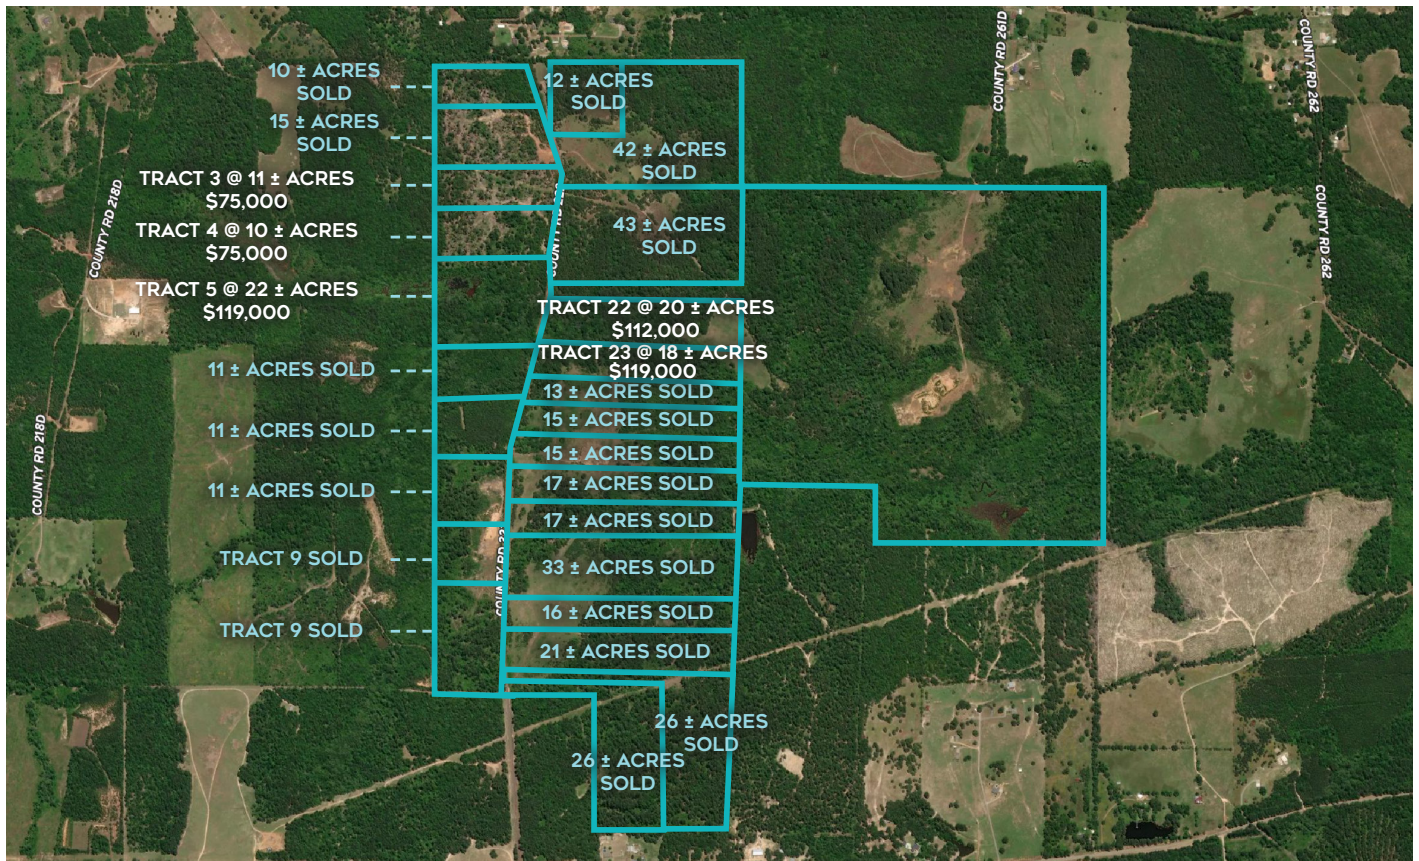 10 ± ACRES
SOLD
15 ± ACRES
SOLD
TRACT 3 @ 11 ± ACRES
$75,000
TRACT 4 @ 10 ± ACRES
$75,000
TRACT 5 @ 22 ± ACRES
$119,000
11 ± ACRES SOLD
11 ± ACRES SOLD
11 ± ACRES SOLD
TRACT 9 SOLD
TRACT 9 SOLD
12 ± ACRES
SOLD
42 ± ACRES
SOLD
43 ± ACRES
SOLD
TRACT 22 @ 20 ± ACRES
$112,000
TRACT 23 @ 18 ± ACRES
$119,000
13 ± ACRES SOLD
15 ± ACRES SOLD
15 ± ACRES SOLD
17 ± ACRES SOLD
17 ± ACRES SOLD
33 ± ACRES SOLD
16 ± ACRES SOLD
21 ± ACRES SOLD
26 ± ACRES
SOLD
26 ± ACRES
SOLD
COUNTY RD 218D
COUNTY RD 218D
COUNTY RD
COUNTY RD
COUNTY RD 261D
COUNTY RD 262
COUNTY RD 262